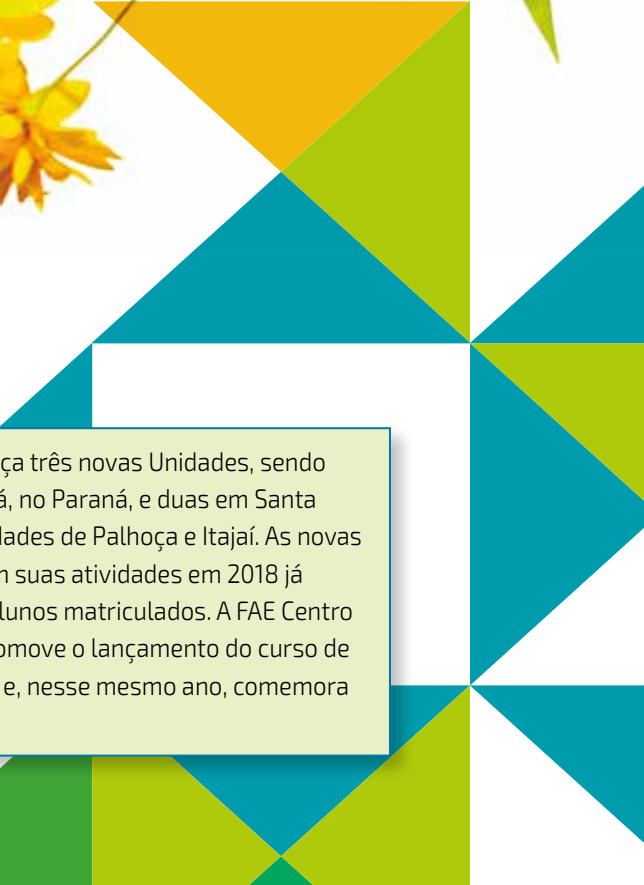 ça três novas Unidades, sendo
á, no Paraná, e duas em Santa
dades de Palhoça e Itajaí. As novas
m suas atividades em 2018 já
lunos matriculados. A FAE Centro
omove o lançamento do curso de
e, nesse mesmo ano, comemora